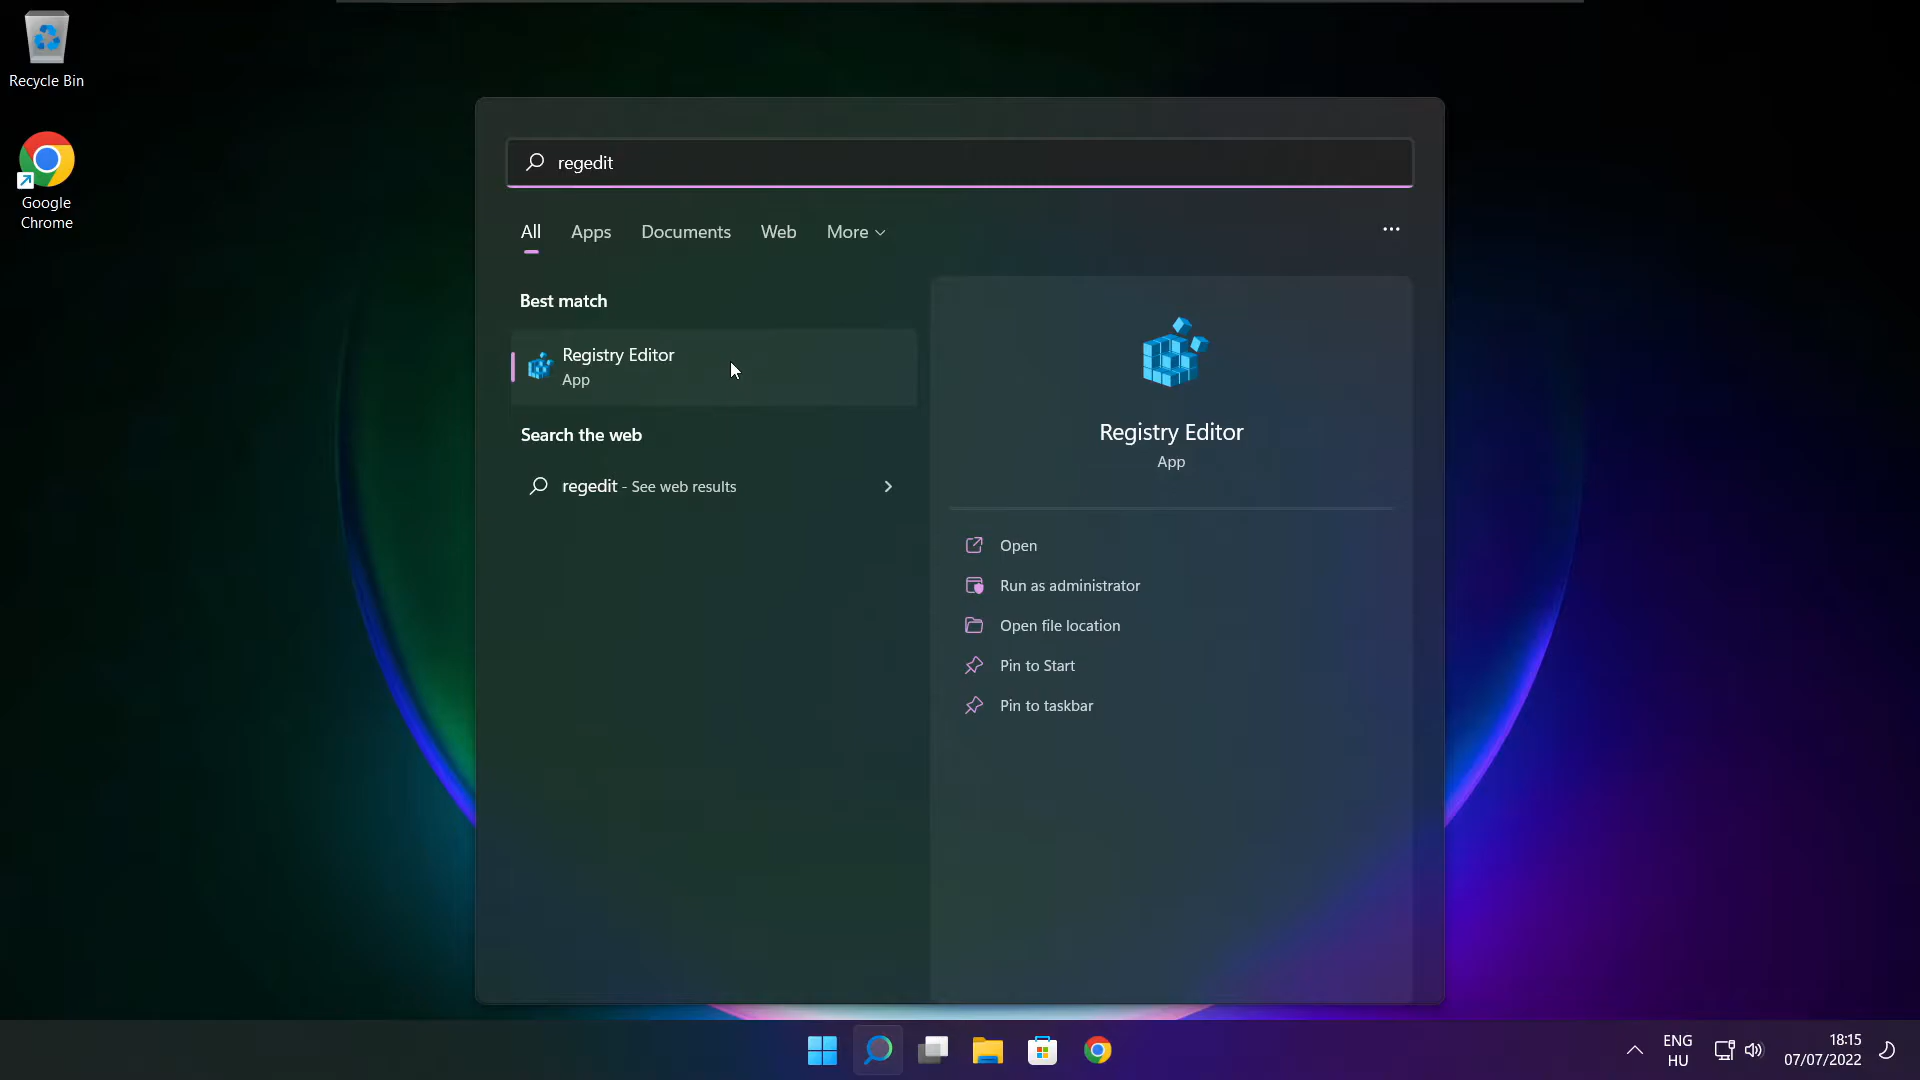 Recycle Bin
Google
Chrome
regedit
All Apps Documents Web More
Best match
Registry Editor
App
Search the web
regedit - See web results
Registry Editor
App
Open
Run as administrator
Open file location
Pin to Start
Pin to taskbar
ENG
HU
18:15
07/07/2022